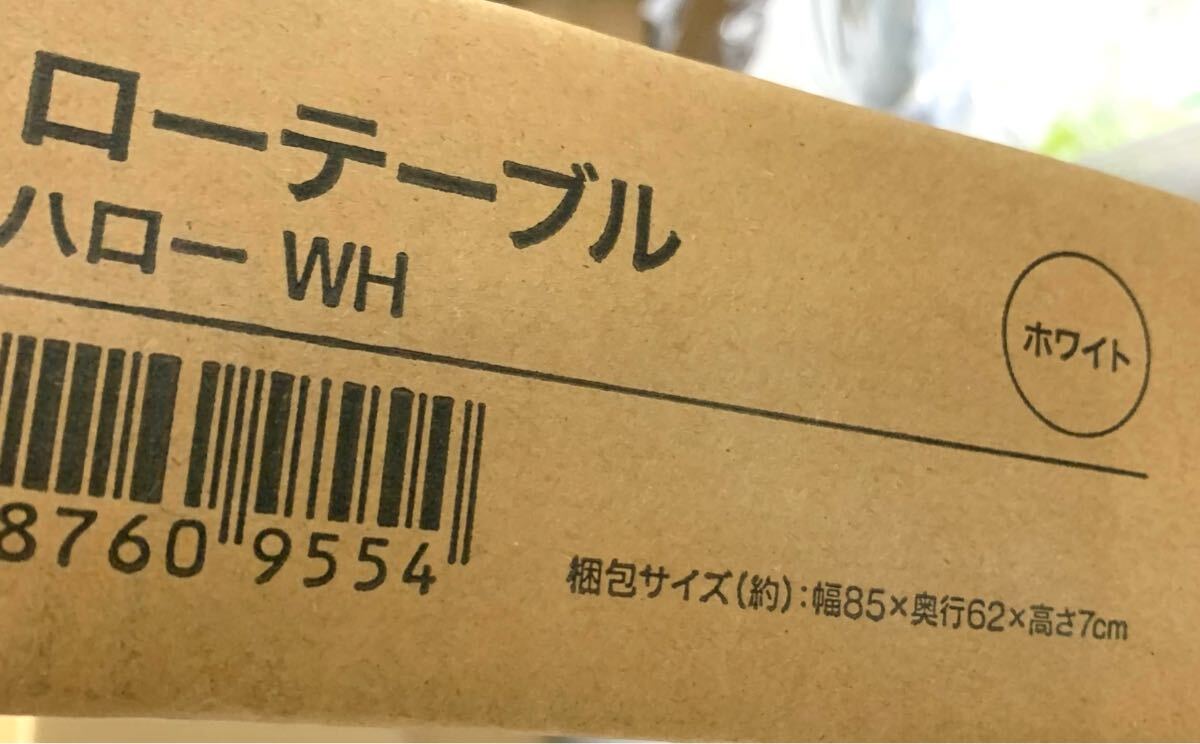 ローテーブル
ハロー WH
ホワイト
8760 9554
梱包サイズ(約):幅85×奥行62×高さ7cm